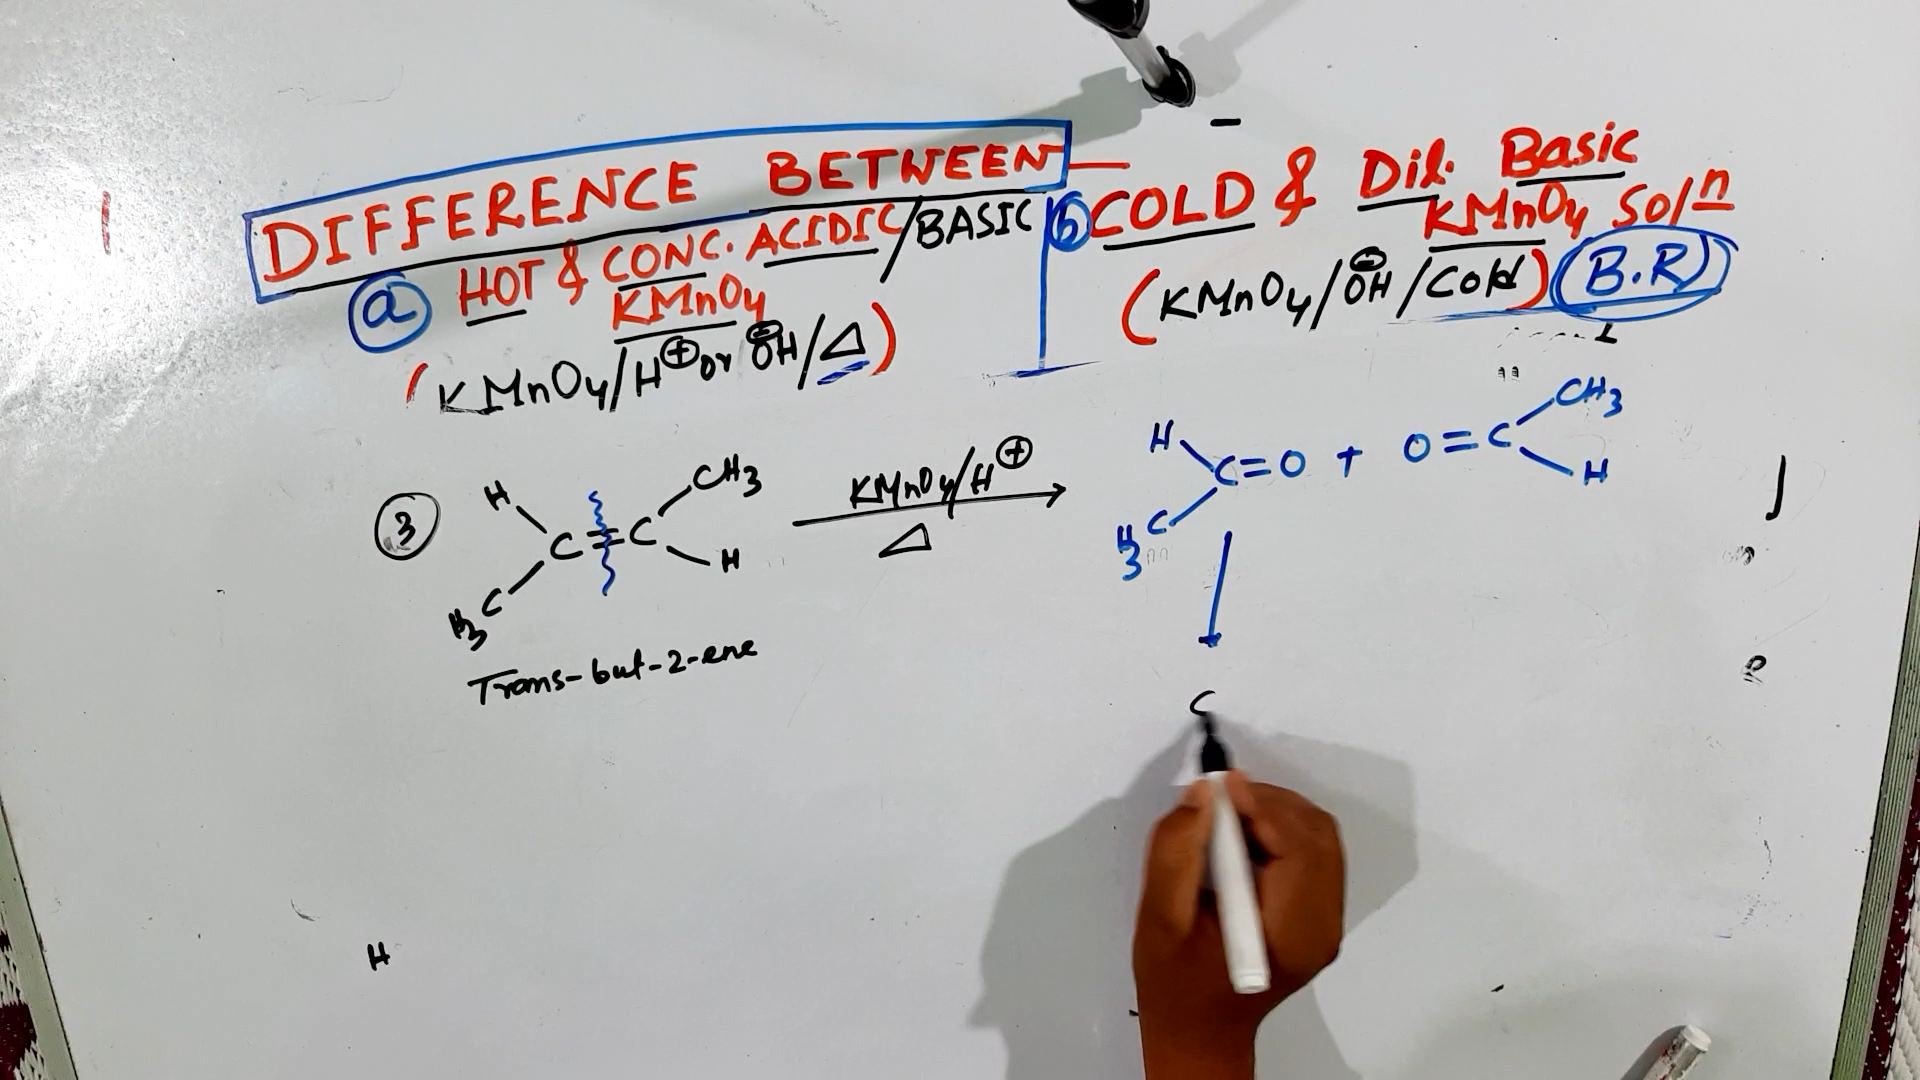 DIFFERENCE BETWEEN —
ⓐ HOT & CONC. ACIDIC/BASIC
KMnO₄
(KMnO₄/H⊕ or ⊖OH/△)
ⓑ COLD & Dil. Basic
KMnO₄ Solⁿ
(KMnO₄/⊖OH/Cold) (B.R)
③
H
CH₃
C=C
H₃C
H
Trans-but-2-ene
KMnO₄/H⊕
△
H
C=O + O=C
H₃C
CH₃
H
C
H